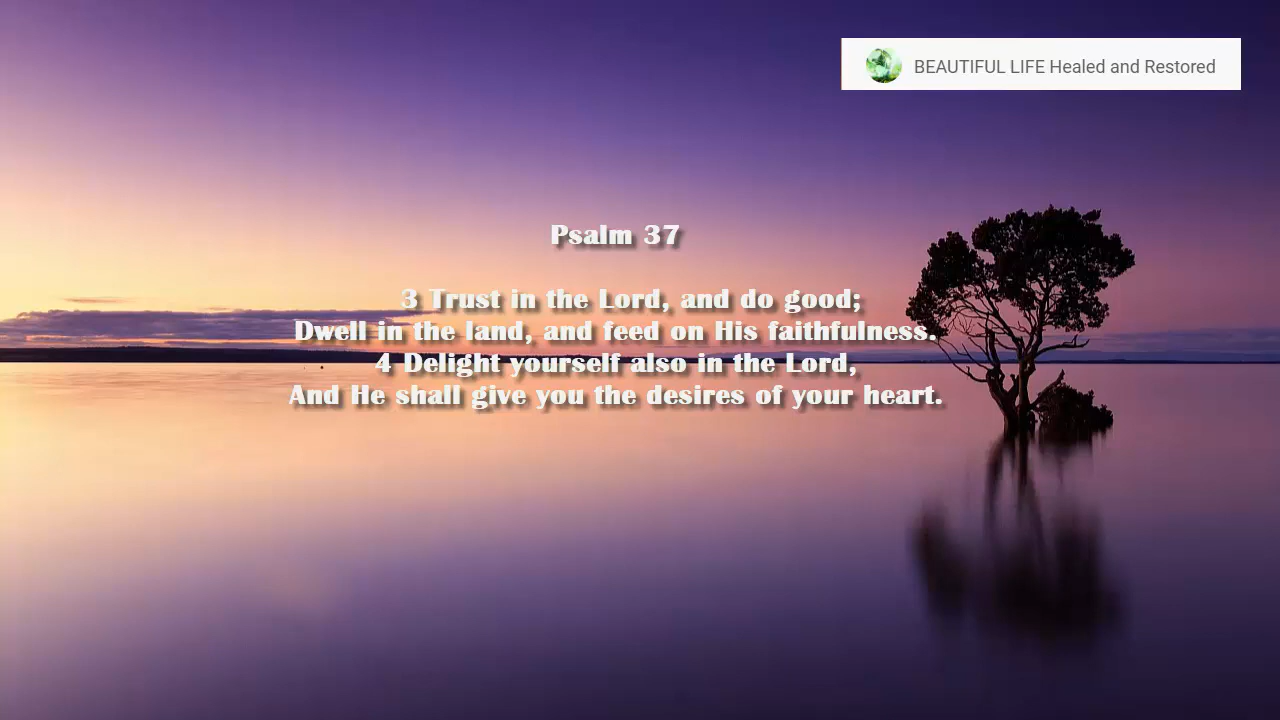 BEAUTIFUL LIFE Healed and Restored
Psalm 37
3 Trust in the Lord, and do good;
Dwell in the land, and feed on His faithfulness.
4 Delight yourself also in the Lord,
And He shall give you the desires of your heart.